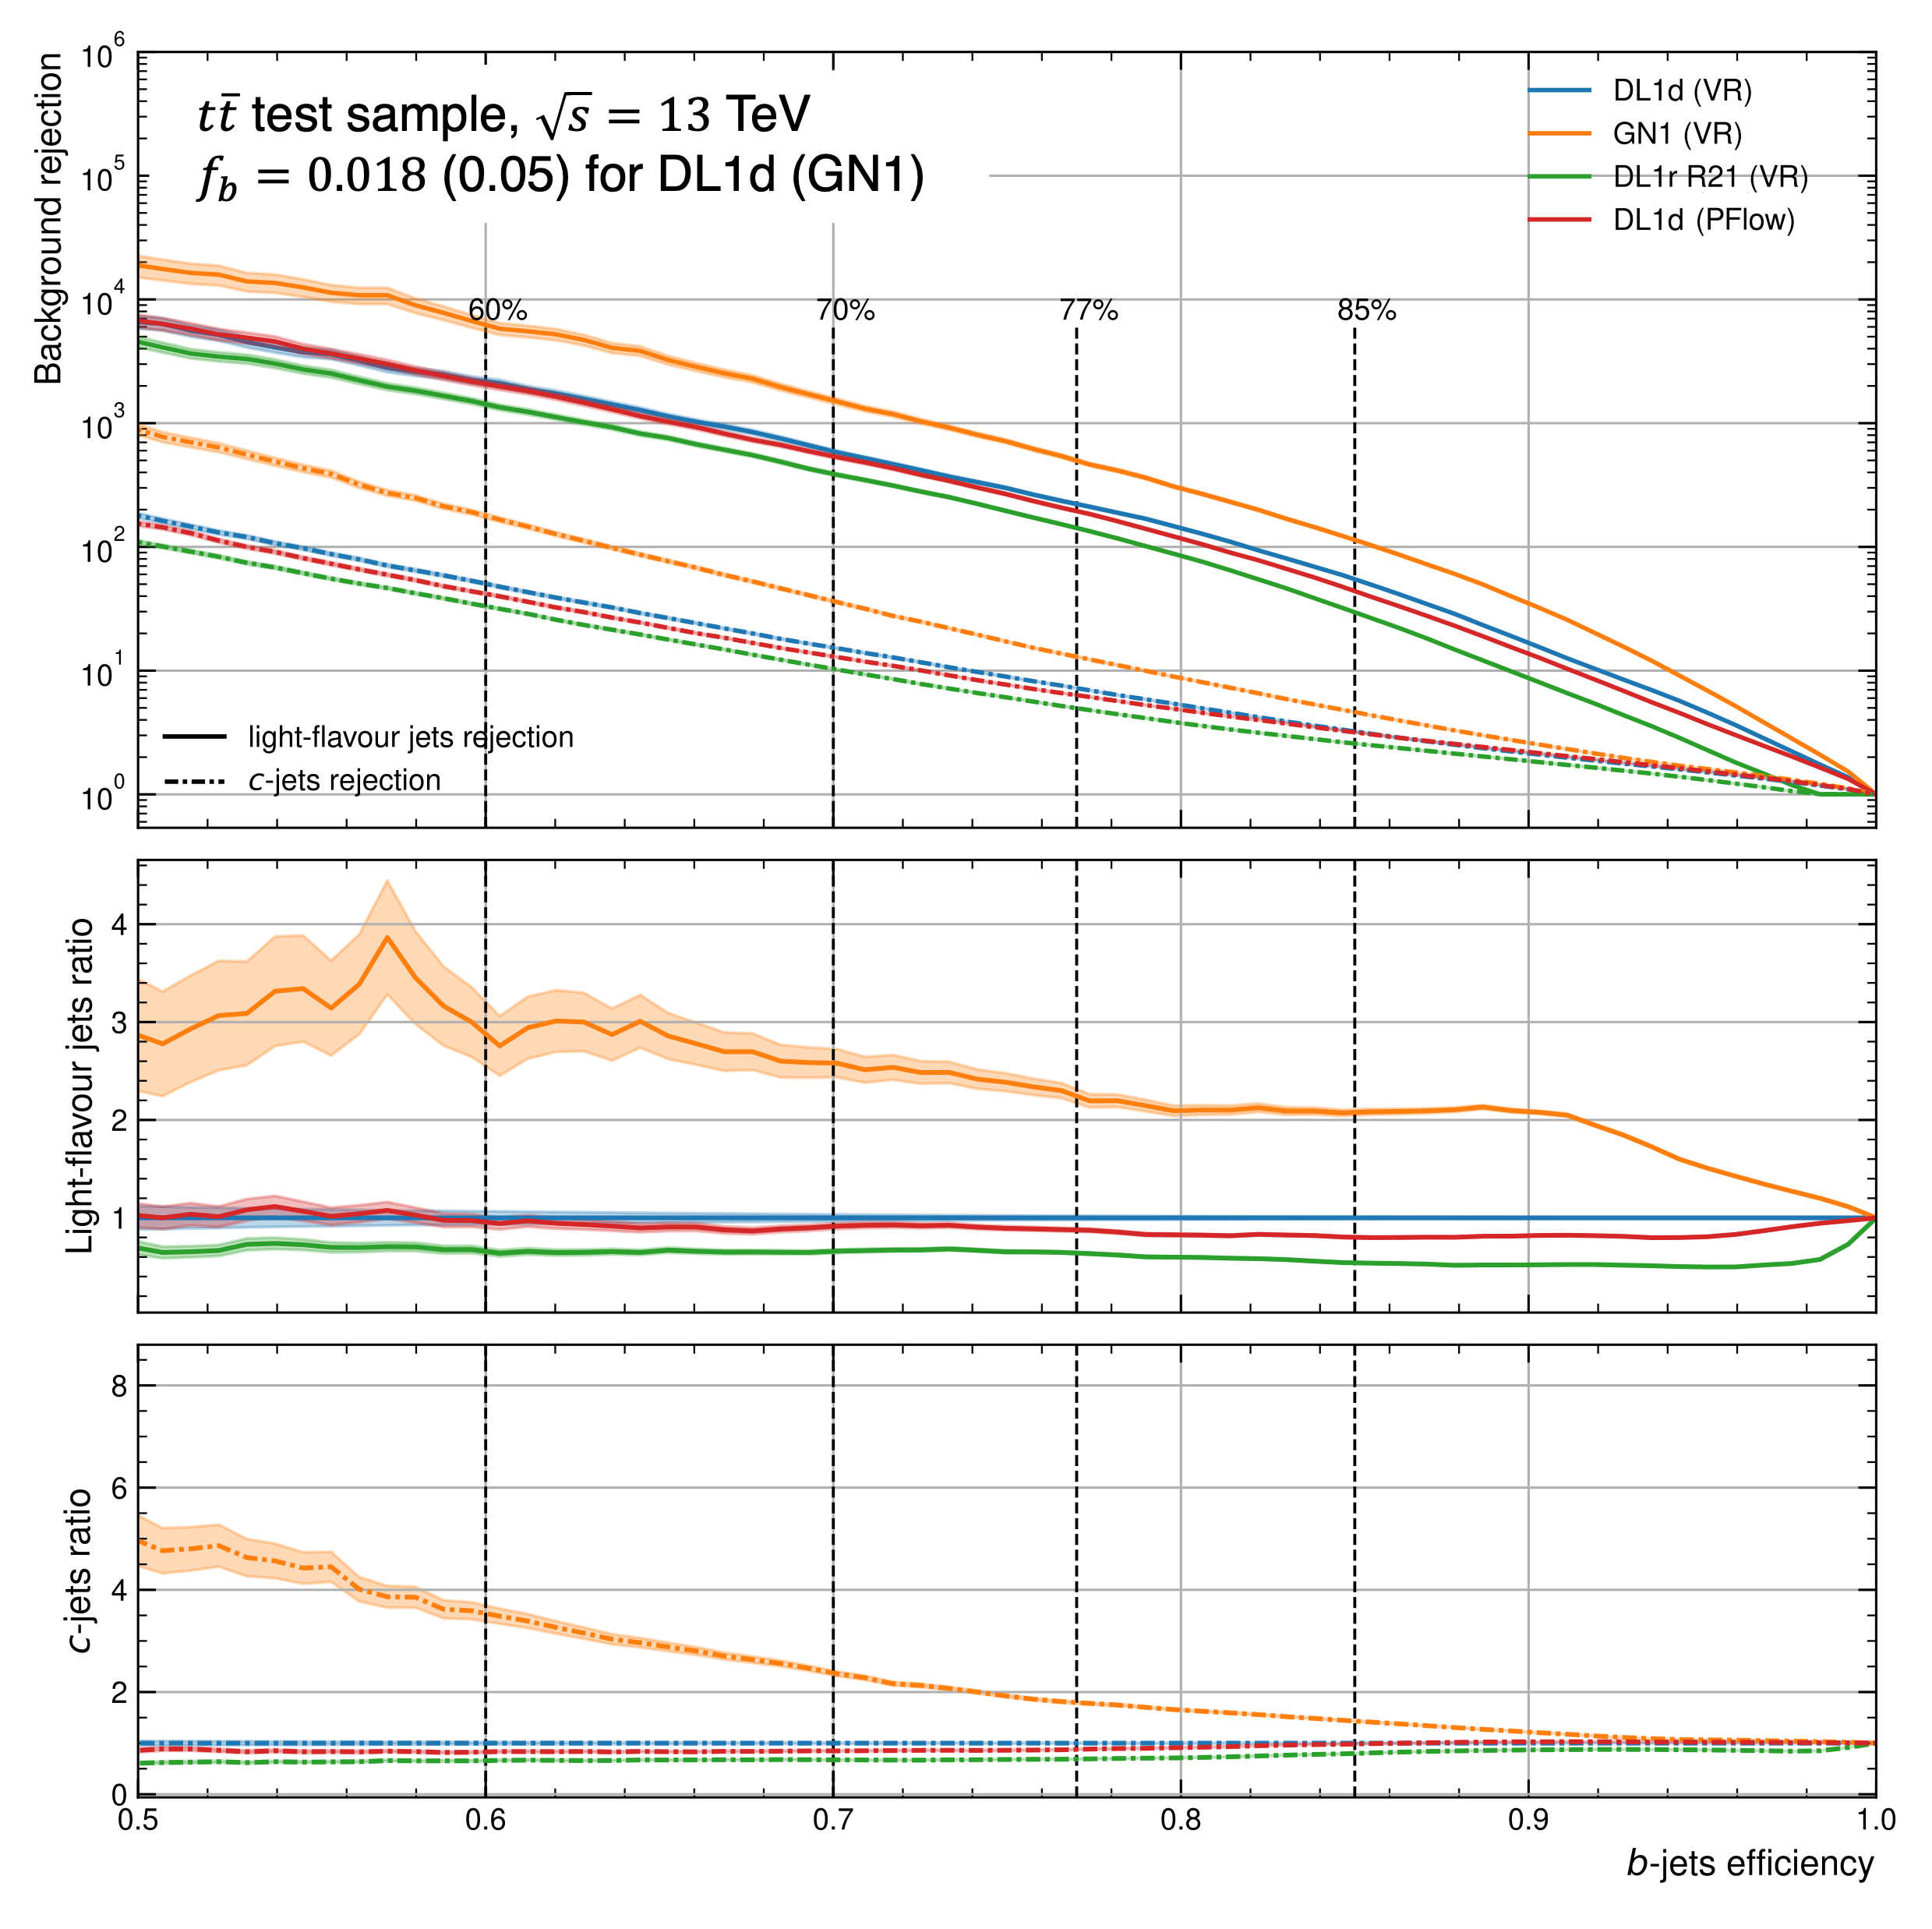 Background rejection
10^6
10^5
10^4
10^3
10^2
10^1
10^0
t\bar{t} test sample, √s = 13 TeV
f_b = 0.018 (0.05) for DL1d (GN1)
DL1d (VR)
GN1 (VR)
DL1r R21 (VR)
DL1d (PFlow)
60% 70% 77% 85%
light-flavour jets rejection
c-jets rejection
Light-flavour jets ratio
4
3
2
1
c-jets ratio
8
6
4
2
0
0.5 0.6 0.7 0.8 0.9 1.0
b-jets efficiency